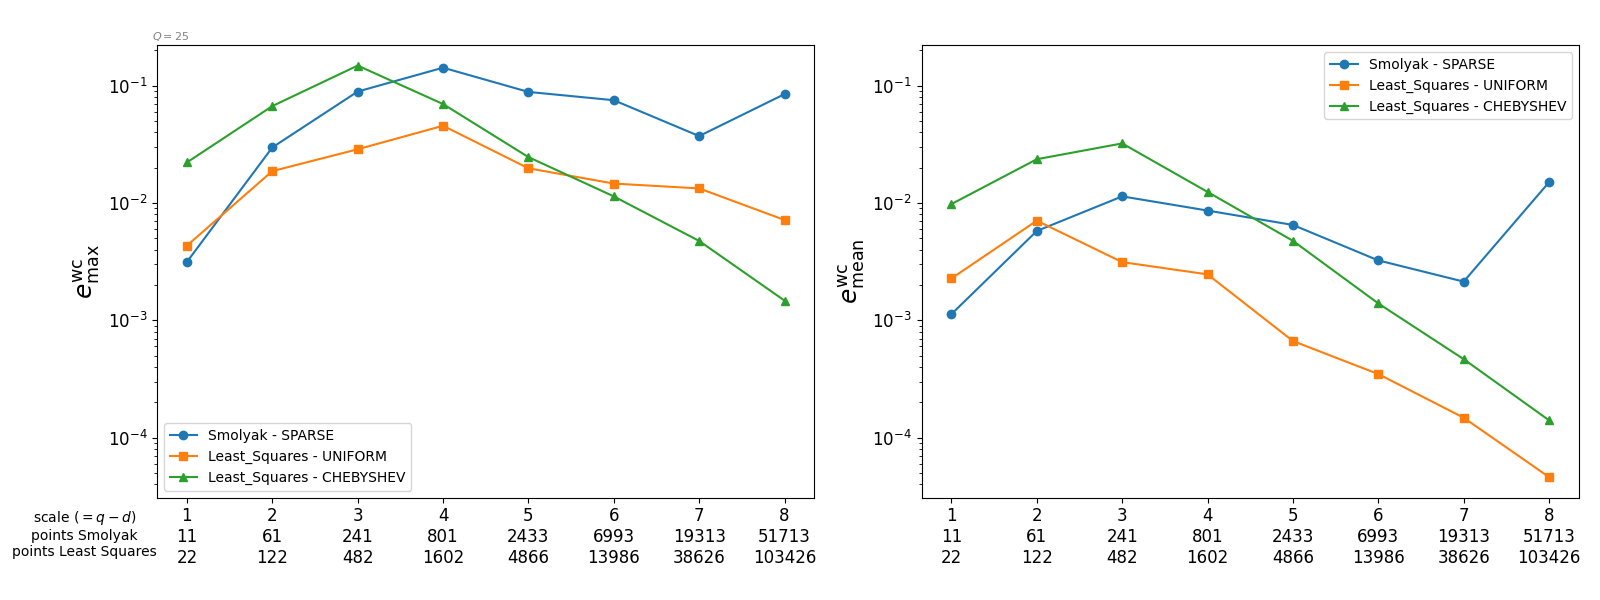 Q = 25
10⁻¹
10⁻²
10⁻³
10⁻⁴
e^wc_max
Smolyak - SPARSE
Least_Squares - UNIFORM
Least_Squares - CHEBYSHEV
scale (= q − d) 1 2 3 4 5 6 7 8
points Smolyak 11 61 241 801 2433 6993 19313 51713
points Least Squares 22 122 482 1602 4866 13986 38626 103426
Smolyak - SPARSE
Least_Squares - UNIFORM
Least_Squares - CHEBYSHEV
10⁻¹
10⁻²
10⁻³
10⁻⁴
e^wc_mean
1 2 3 4 5 6 7 8
11 61 241 801 2433 6993 19313 51713
22 122 482 1602 4866 13986 38626 103426